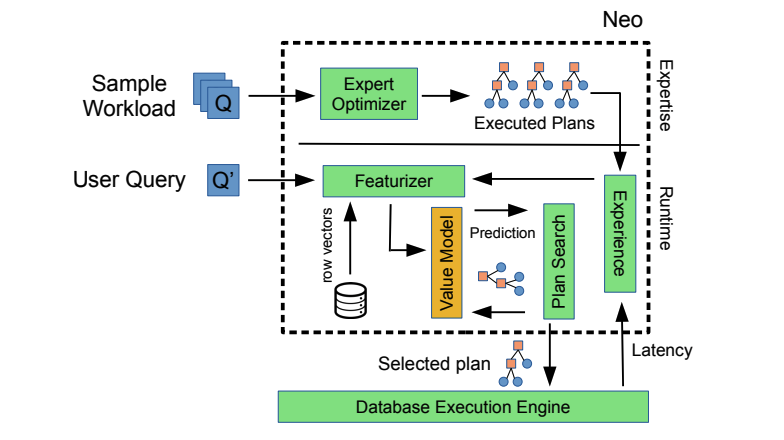 Neo
Sample
Workload
Q
Expert
Optimizer
Executed Plans
Expertise
User Query
Q'
Featurizer
Runtime
row vectors
Value Model
Prediction
Plan Search
Experience
Selected plan
Latency
Database Execution Engine